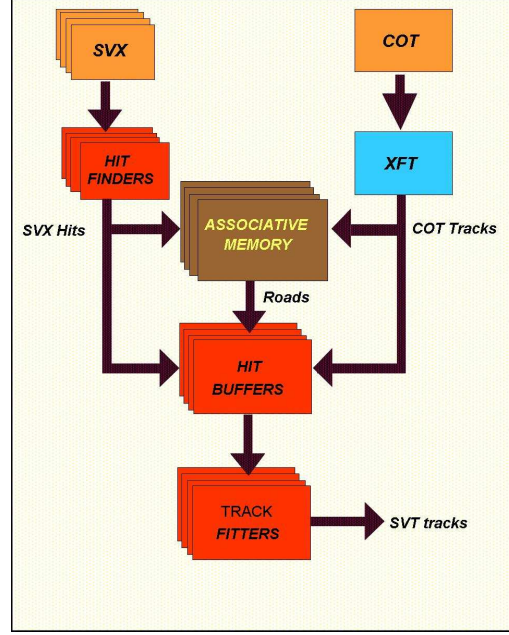 SVX
COT
HIT
FINDERS
XFT
SVX Hits
ASSOCIATIVE
MEMORY
COT Tracks
Roads
HIT
BUFFERS
TRACK
FITTERS
SVT tracks